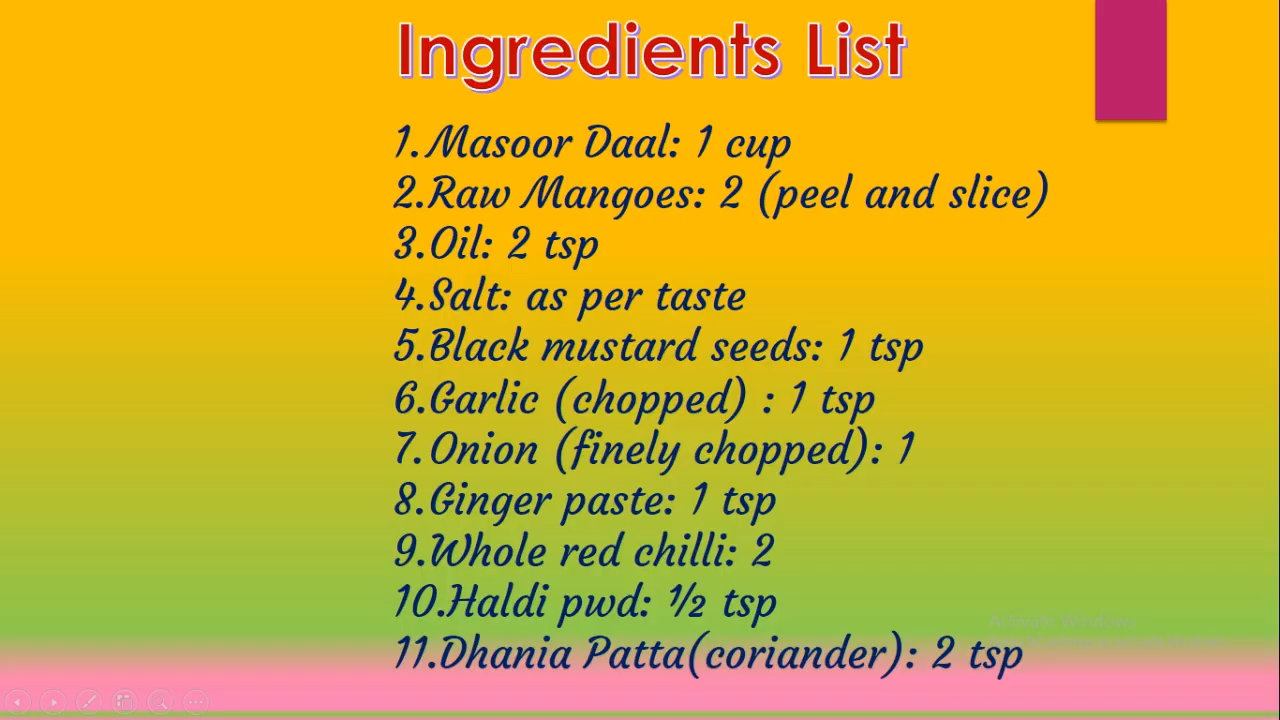 Ingredients List
1.Masoor Daal: 1 cup
2.Raw Mangoes: 2 (peel and slice)
3.Oil: 2 tsp
4.Salt: as per taste
5.Black mustard seeds: 1 tsp
6.Garlic (chopped) : 1 tsp
7.Onion (finely chopped): 1
8.Ginger paste: 1 tsp
9.Whole red chilli: 2
10.Haldi pwd: ½ tsp
Activate Windows
11.Dhania Patta(coriander): 2 tsp